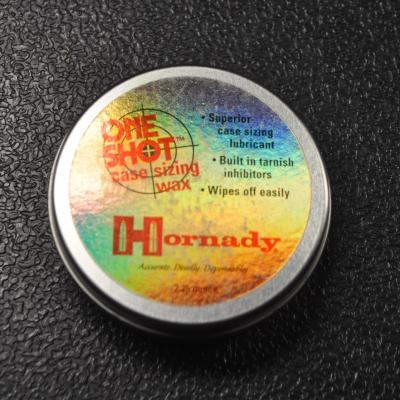 ONE
SHOT™
case sizing
wax
• Superior
case sizing
lubricant
• Built in tarnish
inhibitors
• Wipes off easily
Hornady
Accurate. Deadly. Dependable.